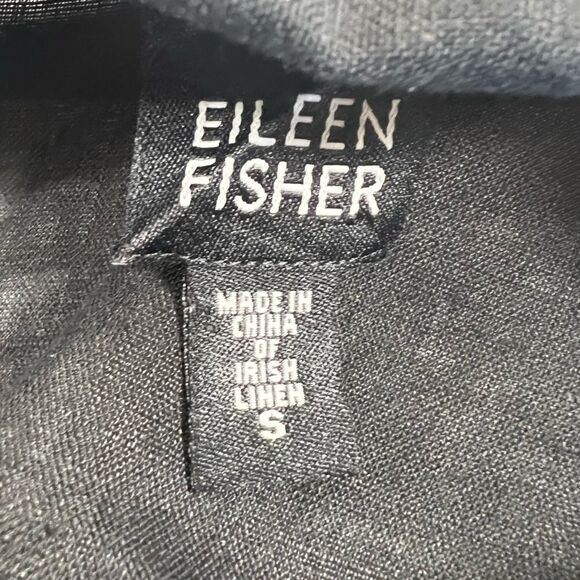 EILEEN
FISHER
MADE IN
CHINA
OF
IRISH
LINEN
S